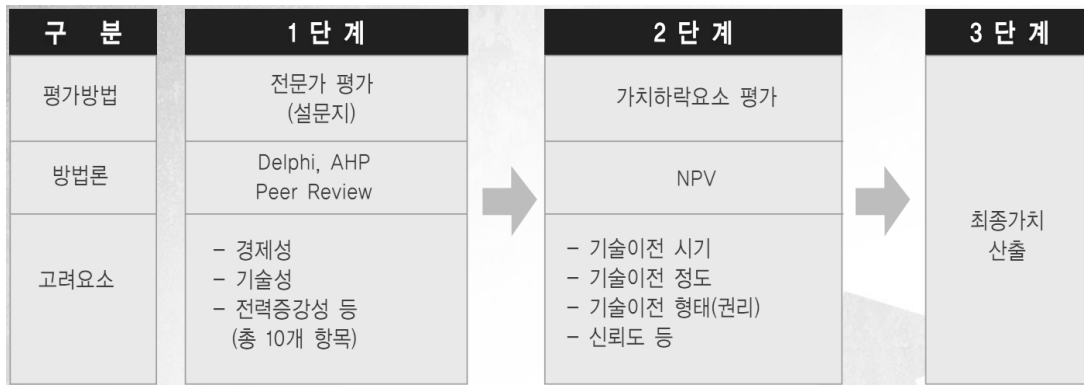 구 분
1 단 계
2 단 계
3 단 계
평가방법
전문가 평가
(설문지)
가치하락요소 평가
방법론
Delphi, AHP
Peer Review
NPV
고려요소
- 경제성
- 기술성
- 전력증강성 등
(총 10개 항목)
- 기술이전 시기
- 기술이전 정도
- 기술이전 형태(권리)
- 신뢰도 등
최종가치
산출